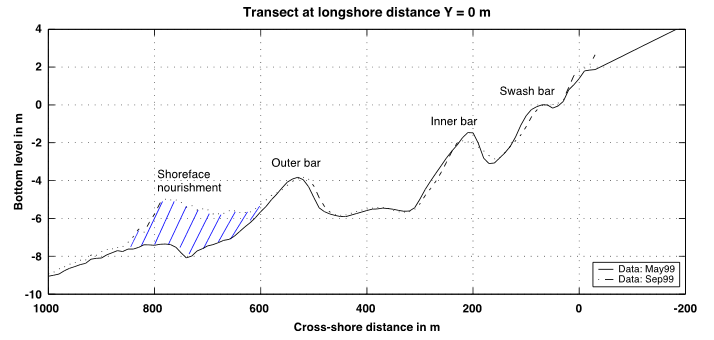 Transect at longshore distance Y = 0 m
4
2
0
-2
-4
-6
-8
-10
Bottom level in m
Swash bar
Inner bar
Outer bar
Shoreface
nourishment
Data: May99
Data: Sep99
1000
800
600
400
200
0
-200
Cross-shore distance in m